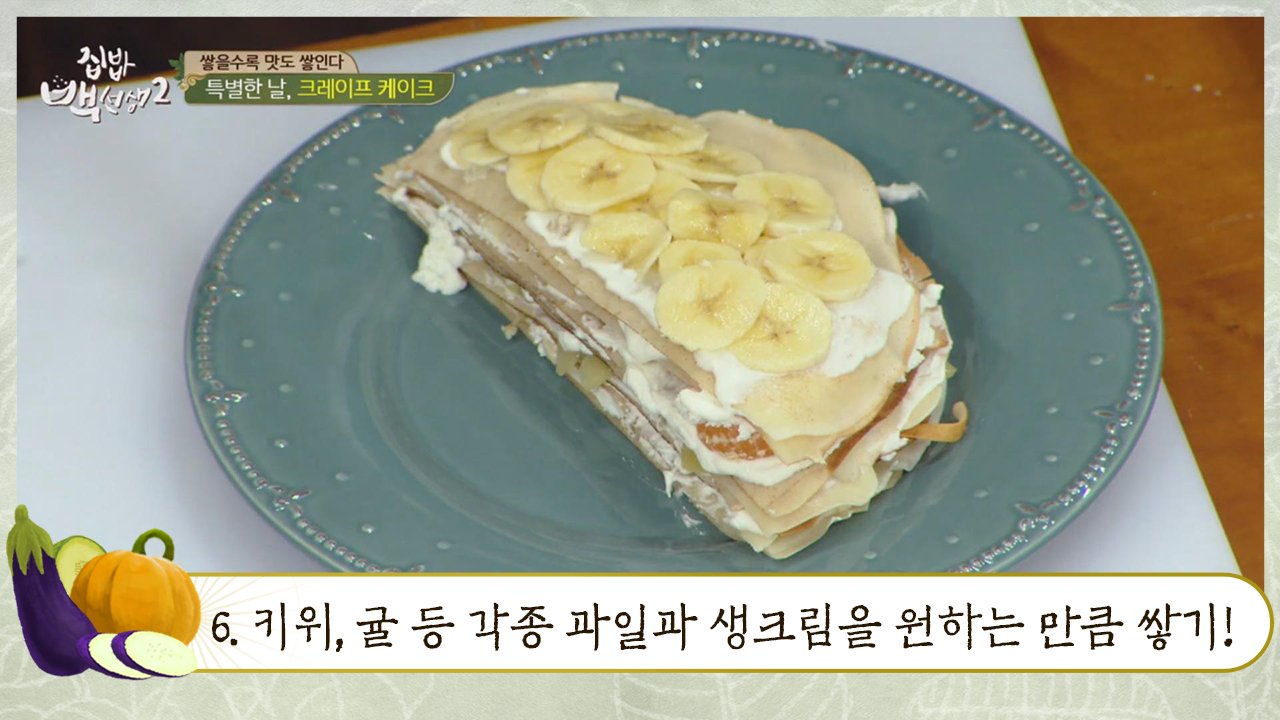 집밥
백선생2
쌓을수록 맛도 쌓인다
특별한 날, 크레이프 케이크
6. 키위, 귤 등 각종 과일과 생크림을 원하는 만큼 쌓기!